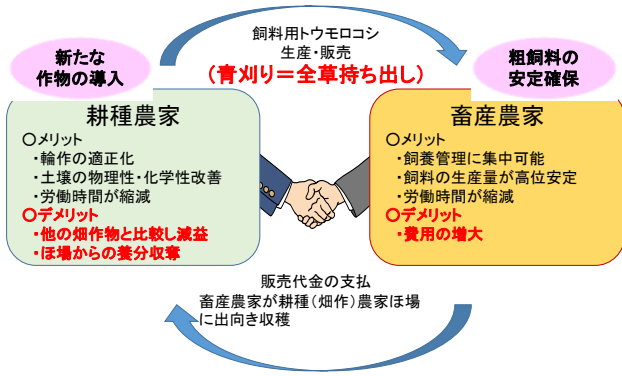 飼料用トウモロコシ
生産・販売
(青刈り＝全草持ち出し)
新たな
作物の導入
粗飼料の
安定確保
耕種農家
〇メリット
・輪作の適正化
・土壌の物理性・化学性改善
・労働時間が縮減
〇デメリット
・他の畑作物と比較し減益
・ほ場からの養分収奪
畜産農家
〇メリット
・飼養管理に集中可能
・飼料の生産量が高位安定
・労働時間が縮減
〇デメリット
・費用の増大
販売代金の支払
畜産農家が耕種(畑作)農家ほ場
に出向き収穫